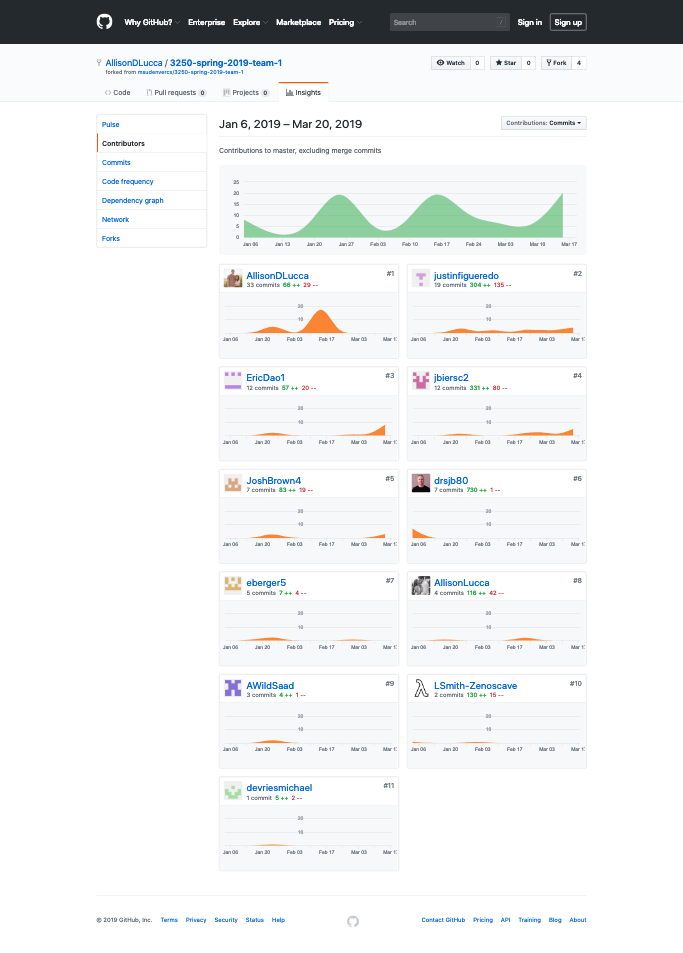 Why GitHub? Enterprise Explore Marketplace Pricing Search / Sign in Sign up
AllisonDLucca / 3250-spring-2019-team-1 Watch 0 Star 0 Fork 4
forked from msudenvercs/3250-spring-2019-team-1
Code Pull requests 0 Projects 0 Insights
Pulse
Contributors
Commits
Code frequency
Dependency graph
Network
Forks
Jan 6, 2019 – Mar 20, 2019 Contributions: Commits
Contributions to master, excluding merge commits
25
20
15
10
5
0
Jan 06 Jan 13 Jan 20 Jan 27 Feb 03 Feb 10 Feb 17 Feb 24 Mar 03 Mar 10 Mar 17
AllisonDLucca #1
33 commits 66 ++ 29 --
20
10
Jan 06 Jan 20 Feb 03 Feb 17 Mar 03 Mar 1
justinfigueredo #2
19 commits 304 ++ 135 --
20
10
Jan 06 Jan 20 Feb 03 Feb 17 Mar 03 Mar 1
EricDao1 #3
12 commits 57 ++ 20 --
20
10
Jan 06 Jan 20 Feb 03 Feb 17 Mar 03 Mar 1
jbiersc2 #4
12 commits 331 ++ 80 --
20
10
Jan 06 Jan 20 Feb 03 Feb 17 Mar 03 Mar 1
JoshBrown4 #5
7 commits 83 ++ 19 --
20
10
Jan 06 Jan 20 Feb 03 Feb 17 Mar 03 Mar 1
drsjb80 #6
7 commits 730 ++ 1 --
20
10
Jan 06 Jan 20 Feb 03 Feb 17 Mar 03 Mar 1
eberger5 #7
5 commits 7 ++ 4 --
20
10
Jan 06 Jan 20 Feb 03 Feb 17 Mar 03 Mar 1
AllisonLucca #8
4 commits 116 ++ 42 --
20
10
Jan 06 Jan 20 Feb 03 Feb 17 Mar 03 Mar 1
AWildSaad #9
3 commits 4 ++ 1 --
20
10
Jan 06 Jan 20 Feb 03 Feb 17 Mar 03 Mar 1
LSmith-Zenoscave #10
2 commits 130 ++ 15 --
20
10
Jan 06 Jan 20 Feb 03 Feb 17 Mar 03 Mar 1
devriesmichael #11
1 commit 5 ++ 2 --
20
10
Jan 06 Jan 20 Feb 03 Feb 17 Mar 03 Mar 1
© 2019 GitHub, Inc. Terms Privacy Security Status Help Contact GitHub Pricing API Training Blog About